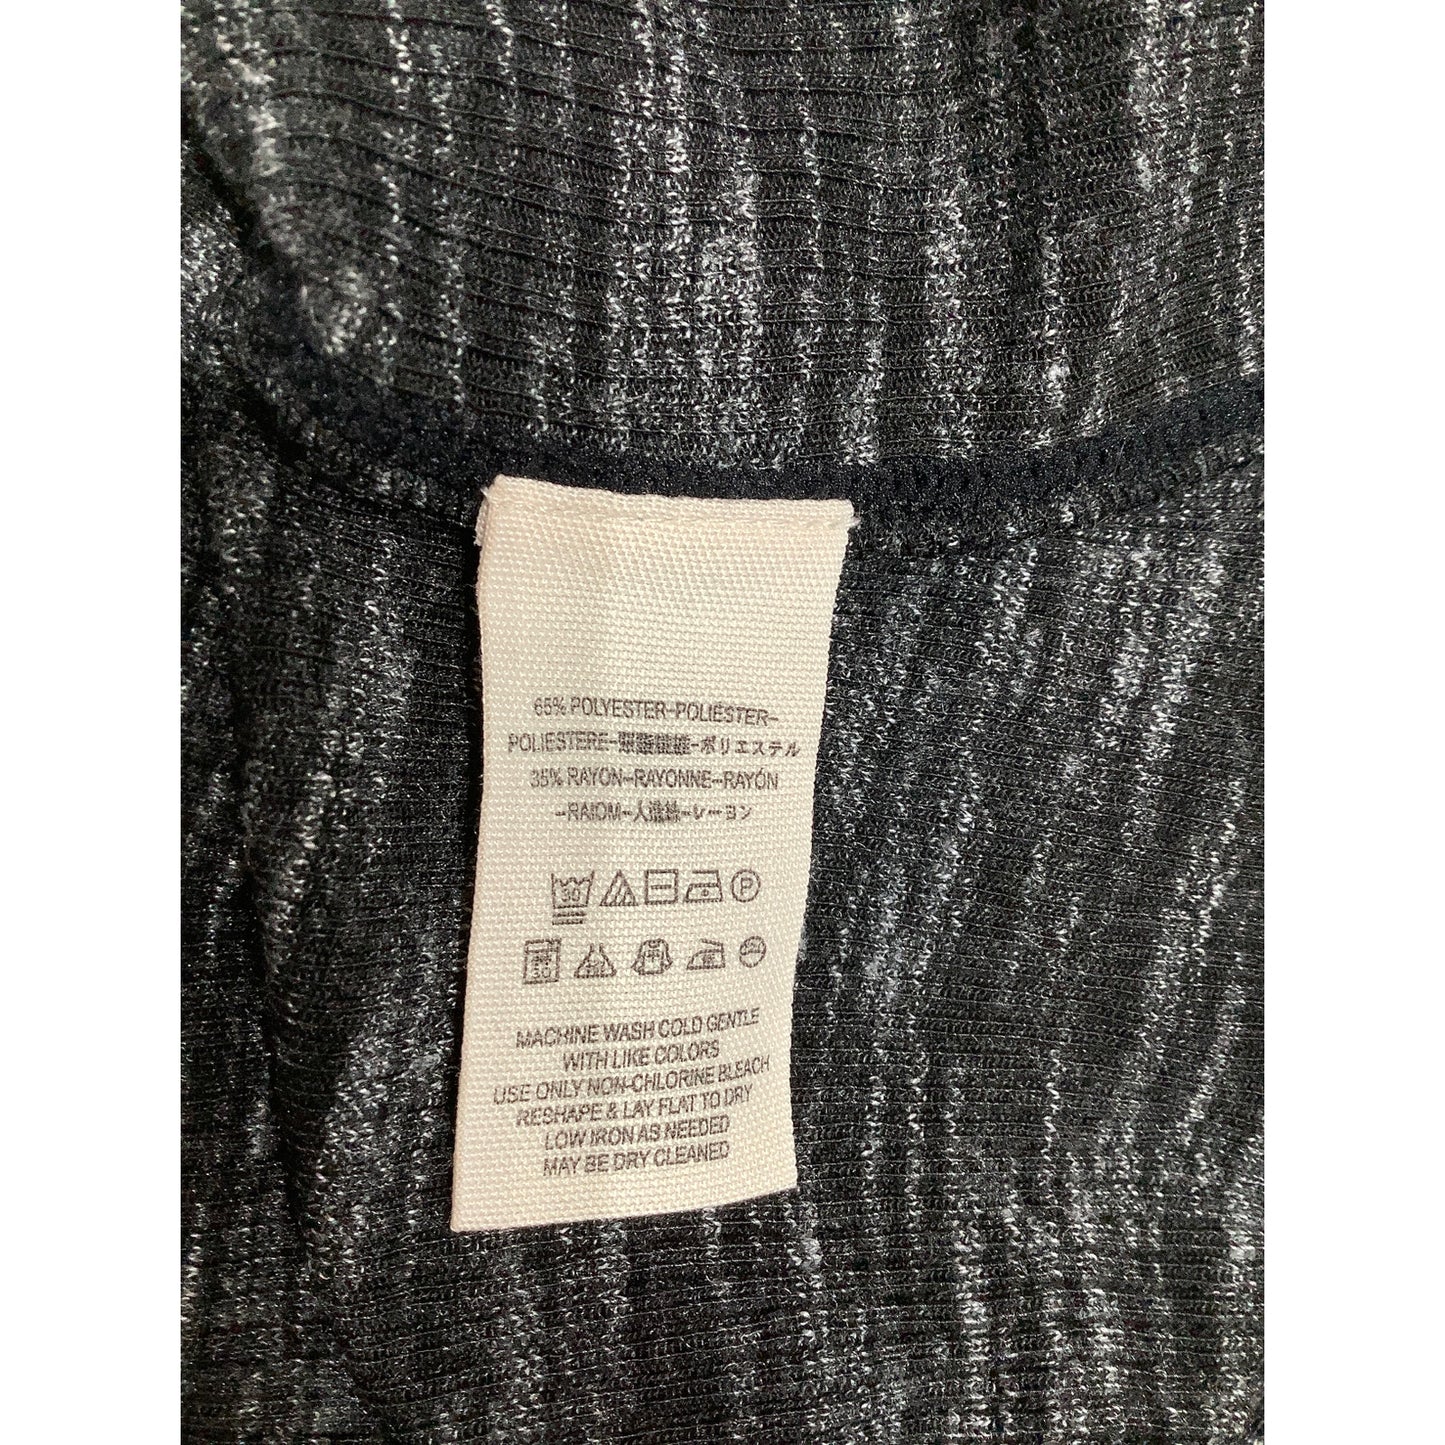 65% POLYESTER-POLIESTER-
POLIESTERE-聚酯纖維-ポリエステル
35% RAYON-RAYONNE-RAYÓN
-RAIOM-人造絲-レーヨン
30
P
30
MACHINE WASH COLD GENTLE
WITH LIKE COLORS
USE ONLY NON-CHLORINE BLEACH
RESHAPE & LAY FLAT TO DRY
LOW IRON AS NEEDED
MAY BE DRY CLEANED